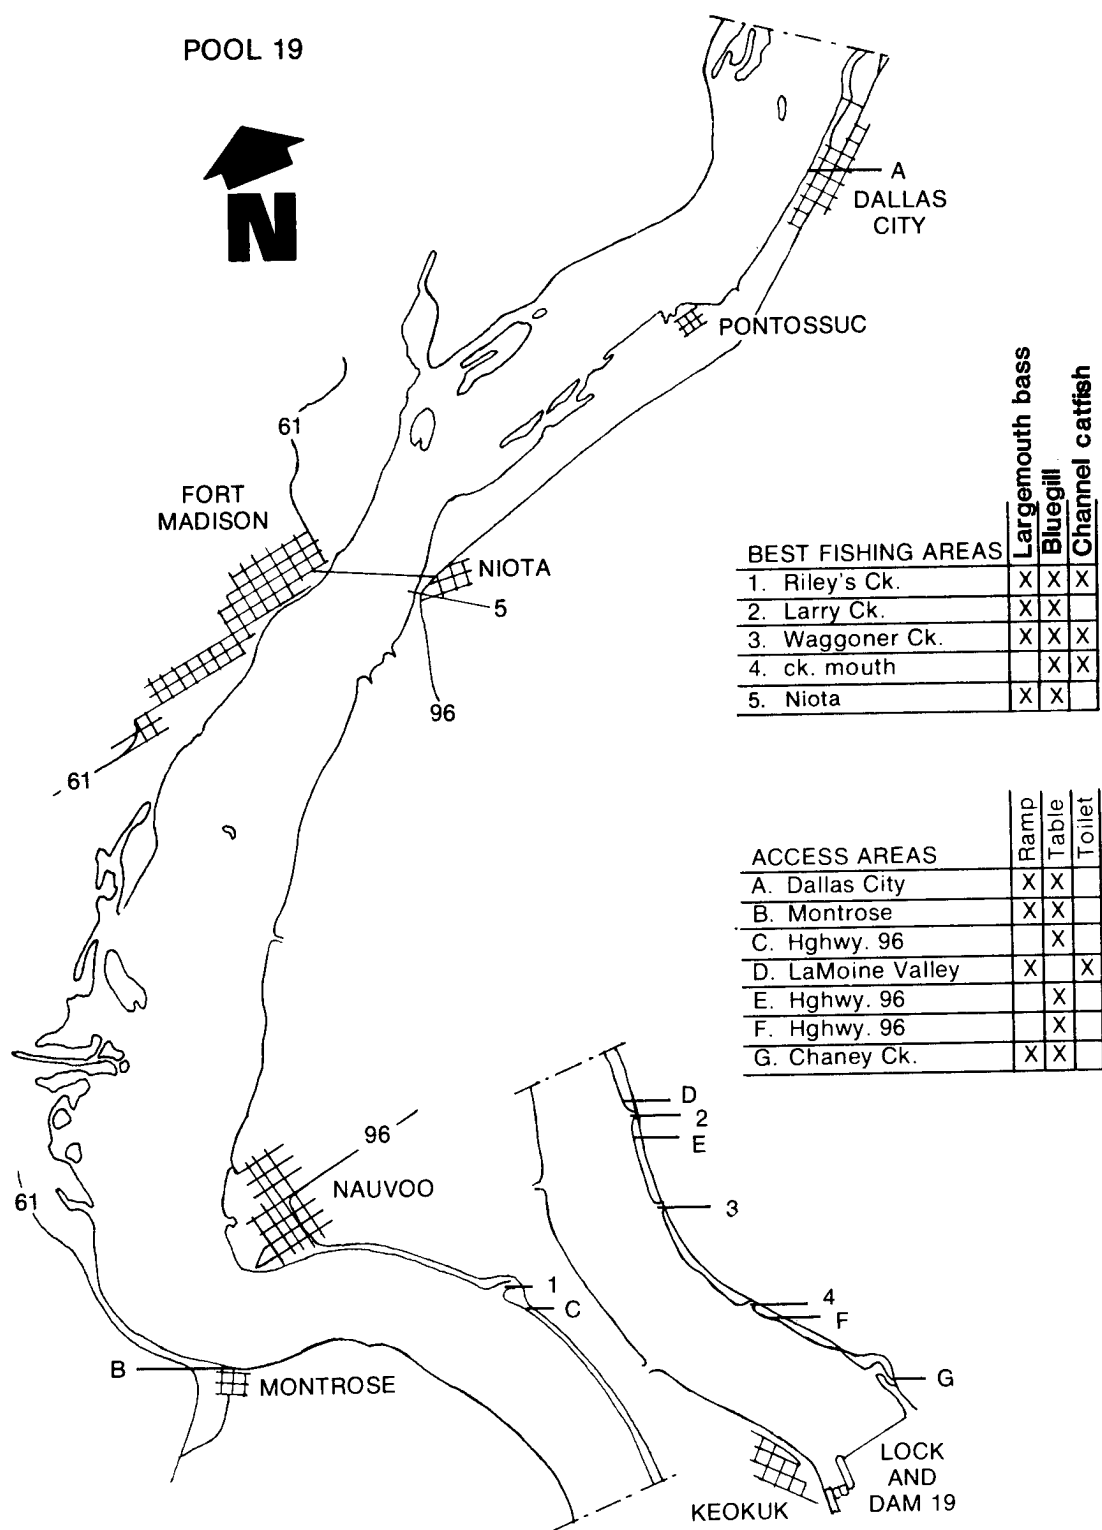 POOL 19
N
A
DALLAS
CITY
PONTOSSUC
61
FORT
MADISON
NIOTA
5
96
61
Largemouth bass
Bluegill
Channel catfish
BEST FISHING AREAS
1. Riley's Ck. X X X
2. Larry Ck. X X
3. Waggoner Ck. X X X
4. ck. mouth X X
5. Niota X X
Ramp
Table
Toilet
ACCESS AREAS
A. Dallas City X X
B. Montrose X X
C. Hghwy. 96 X
D. LaMoine Valley X X
E. Hghwy. 96 X
F. Hghwy. 96 X
G. Chaney Ck. X X
D
2
E
96
NAUVOO
61
3
1
C
4
F
B
MONTROSE
G
KEOKUK
LOCK
AND
DAM 19